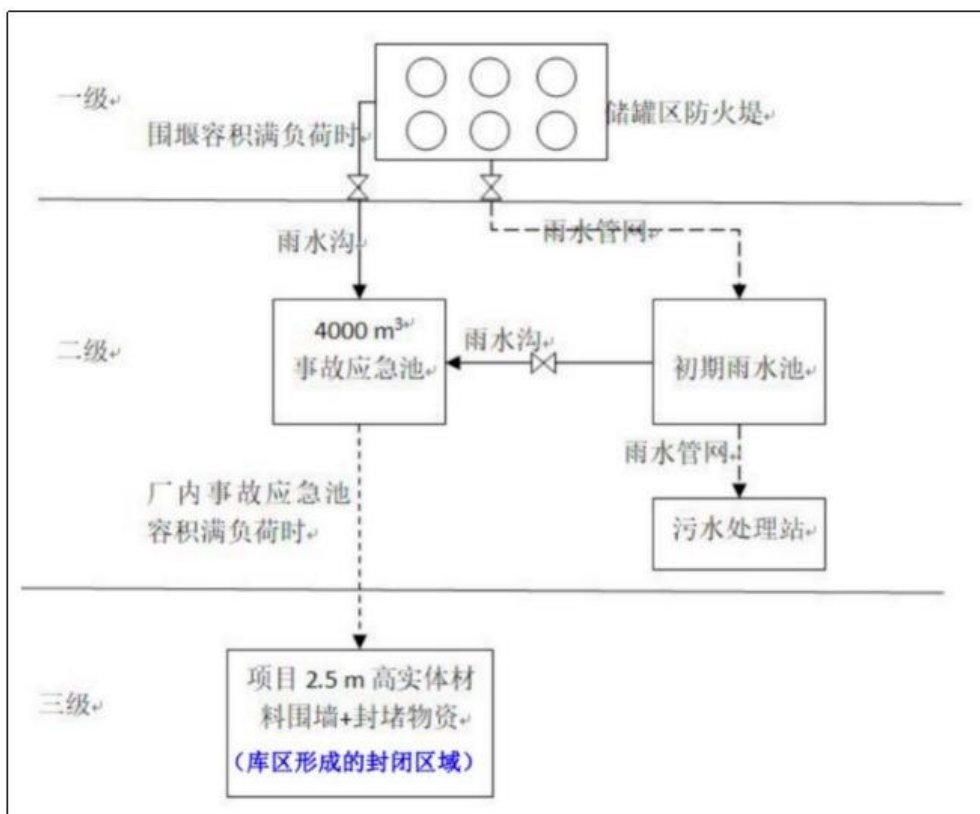 一级
围堰容积满负荷时
储罐区防火堤
雨水沟
雨水管网
二级
4000 m³
事故应急池
雨水沟
初期雨水池
雨水管网
厂内事故应急池
容积满负荷时
污水处理站
三级
项目 2.5 m 高实体材
料围墙+封堵物资
（库区形成的封闭区域）